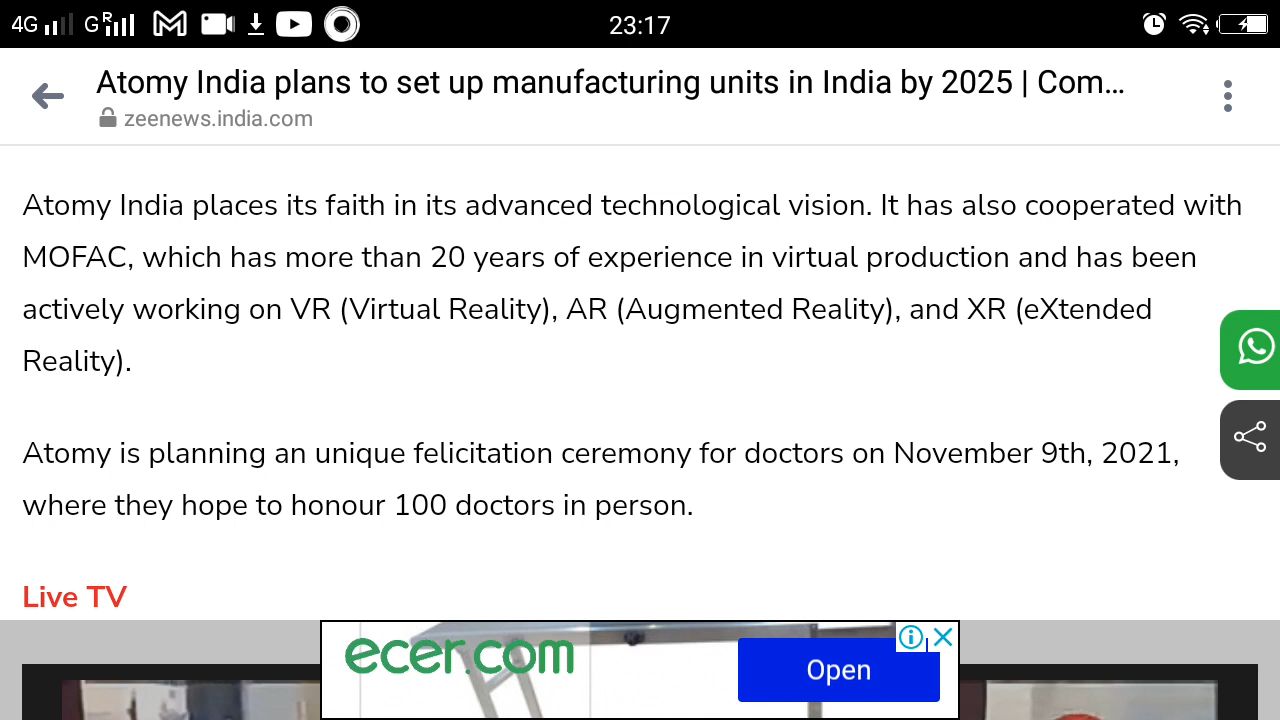 4G G R 23:17
Atomy India plans to set up manufacturing units in India by 2025 | Com...
zeenews.india.com
Atomy India places its faith in its advanced technological vision. It has also cooperated with
MOFAC, which has more than 20 years of experience in virtual production and has been
actively working on VR (Virtual Reality), AR (Augmented Reality), and XR (eXtended
Reality).
Atomy is planning an unique felicitation ceremony for doctors on November 9th, 2021,
where they hope to honour 100 doctors in person.
Live TV
ecer.com
Open